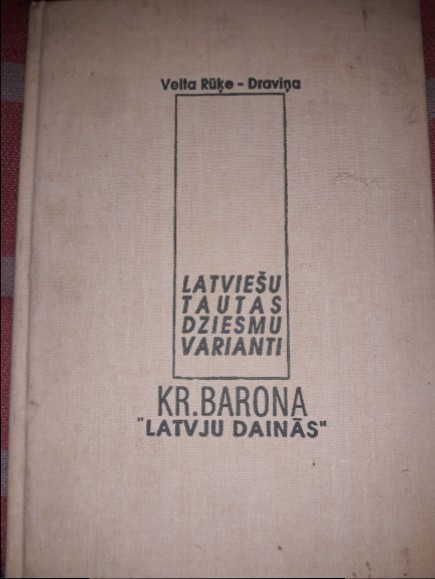 Velta Rūķe - Draviņa
LATVIEŠU
TAUTAS
DZIESMU
VARIANTI
KR.BARONA
"LATVJU DAINĀS"